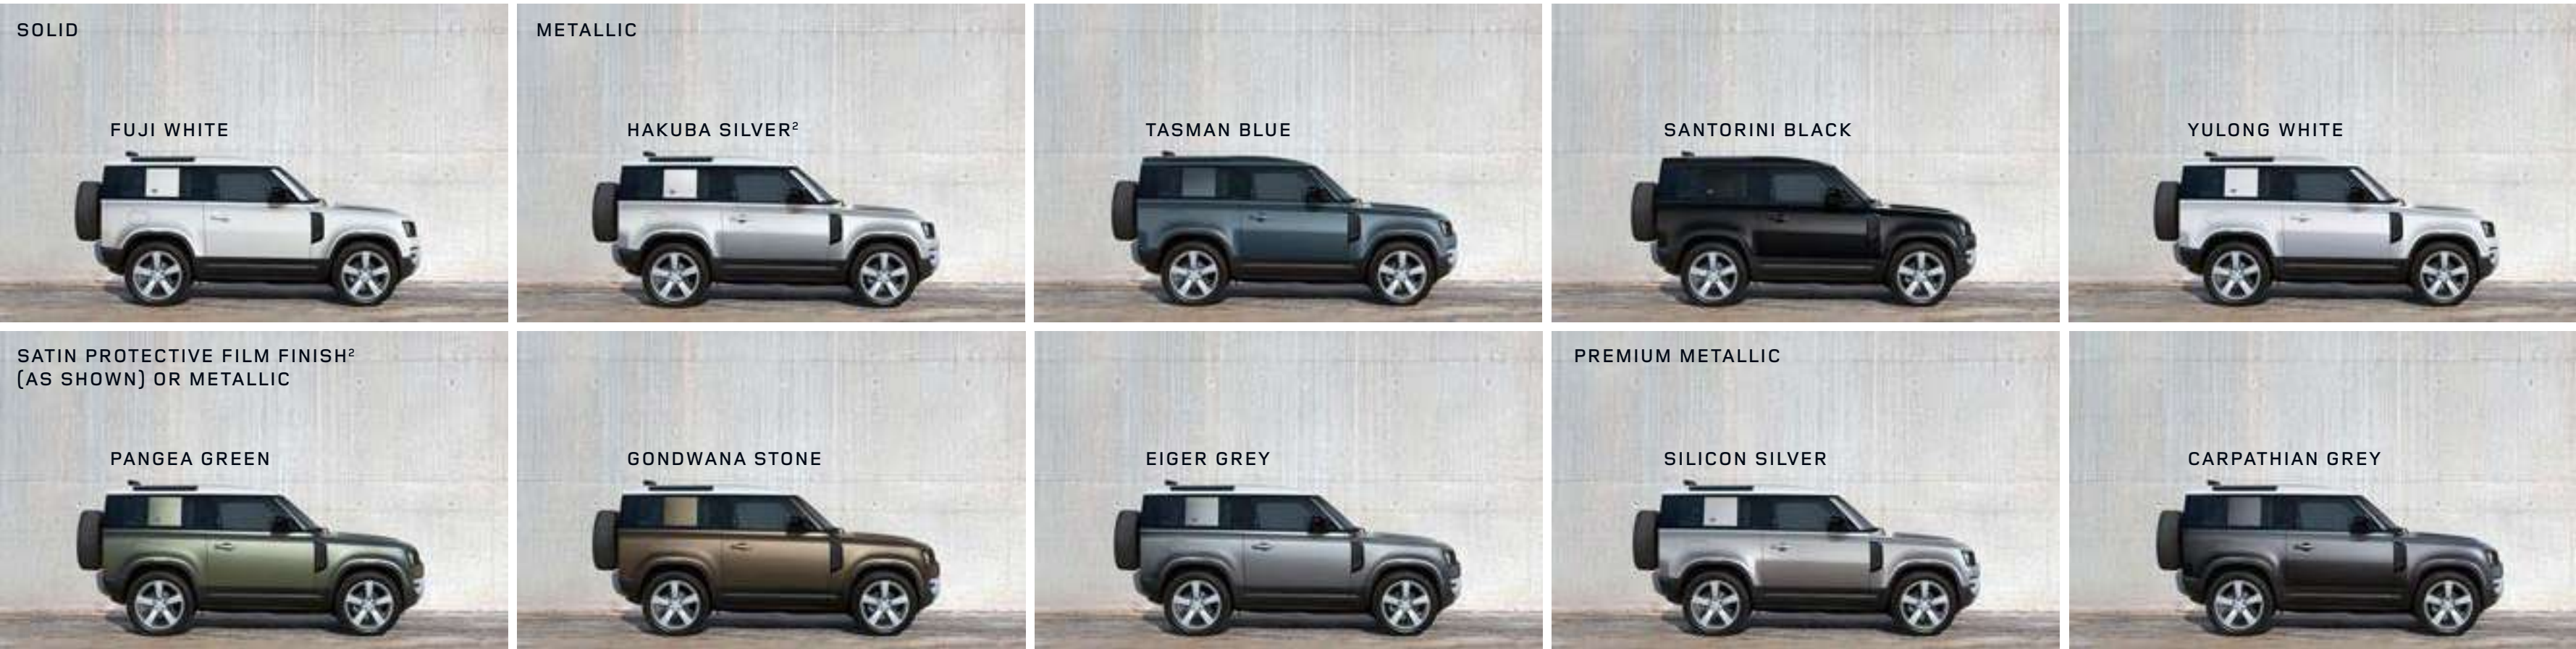 SOLID
FUJI WHITE
METALLIC
HAKUBA SILVER²
TASMAN BLUE
SANTORINI BLACK
YULONG WHITE
SATIN PROTECTIVE FILM FINISH²
(AS SHOWN) OR METALLIC
PANGEA GREEN
GONDWANA STONE
EIGER GREY
PREMIUM METALLIC
SILICON SILVER
CARPATHIAN GREY